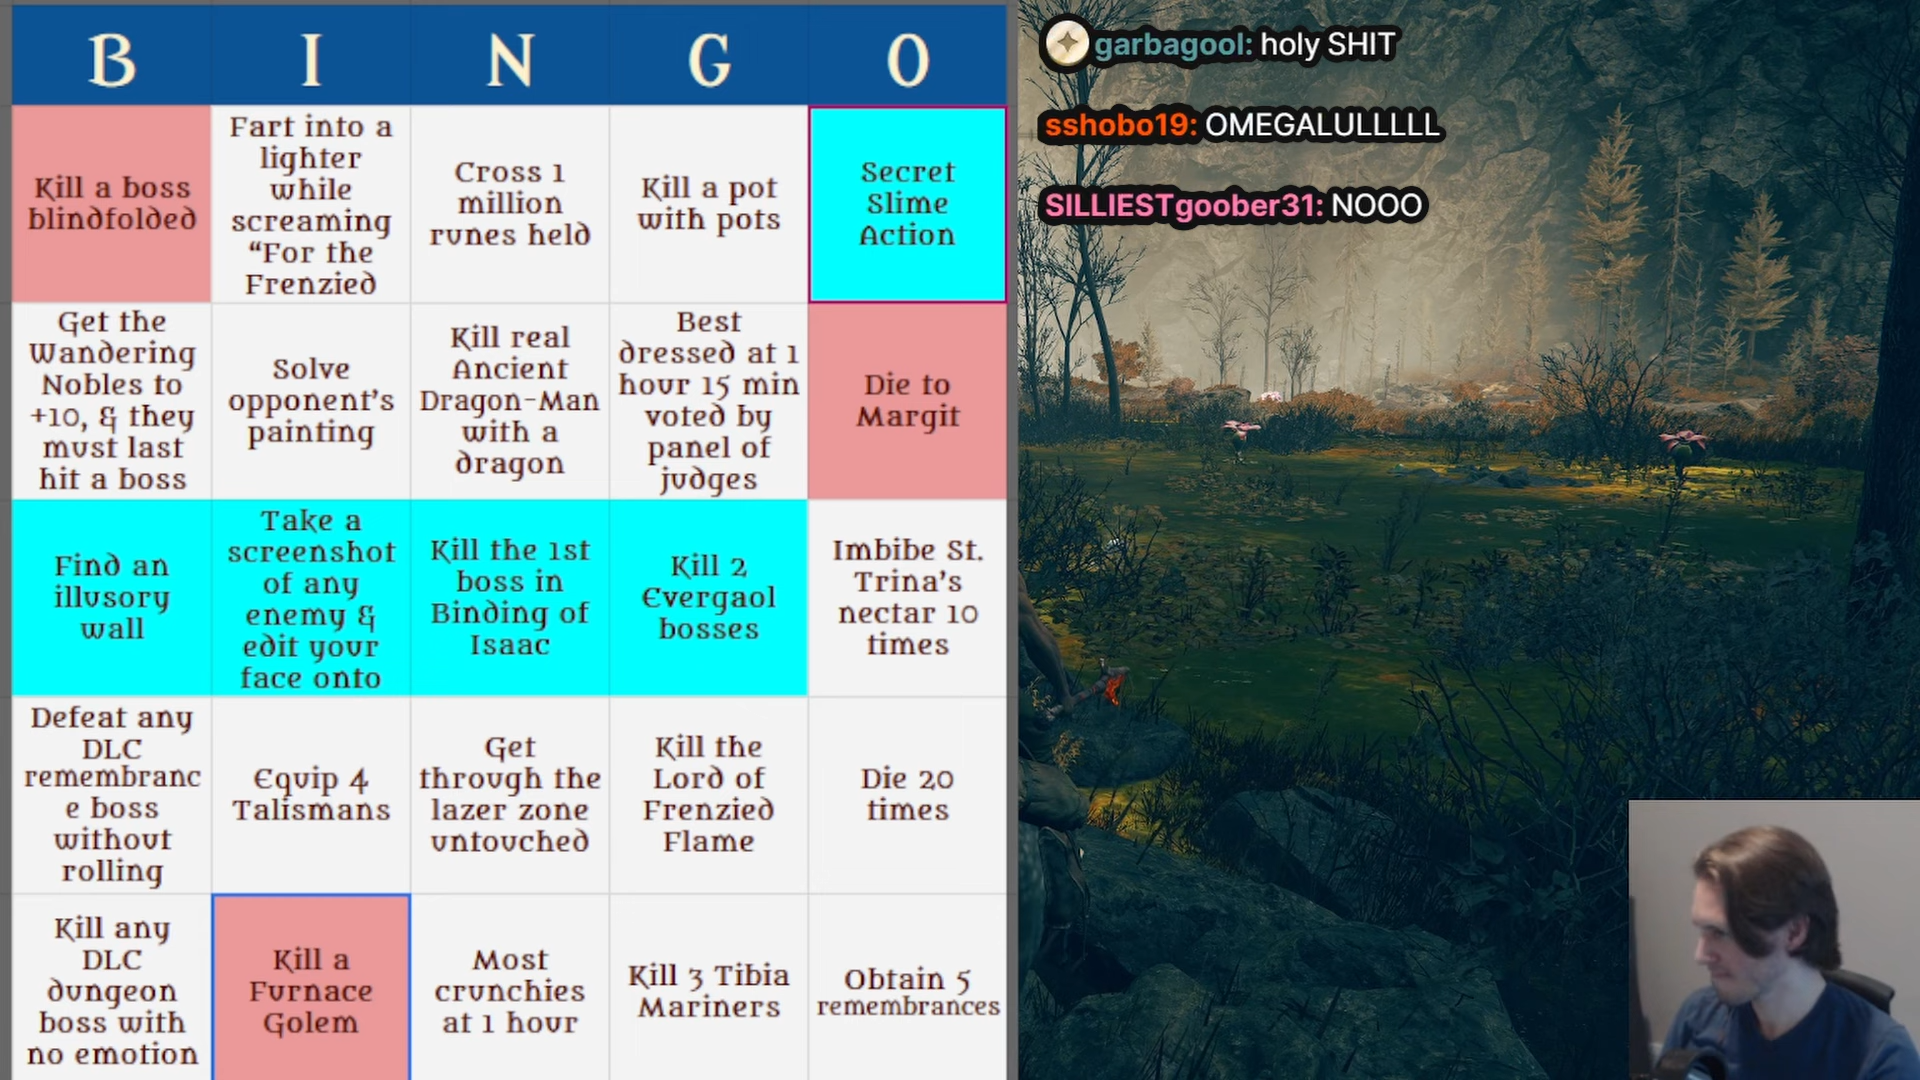 B I N G O
Kill a boss
blindfolded
Fart into a
lighter
while
screaming
“For the
Frenzied
Cross 1
million
runes held
Kill a pot
with pots
Secret
Slime
Action
Get the
Wandering
Nobles to
+10, & they
must last
hit a boss
Solve
opponent’s
painting
Kill real
Ancient
Dragon-Man
with a
dragon
Best
dressed at 1
hour 15 min
voted by
panel of
judges
Die to
Margit
Find an
illusory
wall
Take a
screenshot
of any
enemy &
edit your
face onto
Kill the 1st
boss in
Binding of
Isaac
Kill 2
Evergaol
bosses
Imbibe St.
Trina’s
nectar 10
times
Defeat any
DLC
remembranc
e boss
without
rolling
Equip 4
Talismans
Get
through the
lazer zone
untouched
Kill the
Lord of
Frenzied
Flame
Die 20
times
Kill any
DLC
dungeon
boss with
no emotion
Kill a
Furnace
Golem
Most
crunchies
at 1 hour
Kill 3 Tibia
Mariners
Obtain 5
remembrances
garbagool: holy SHIT
sshobo19: OMEGALULLLLL
SILLIESTgoober31: NOOO